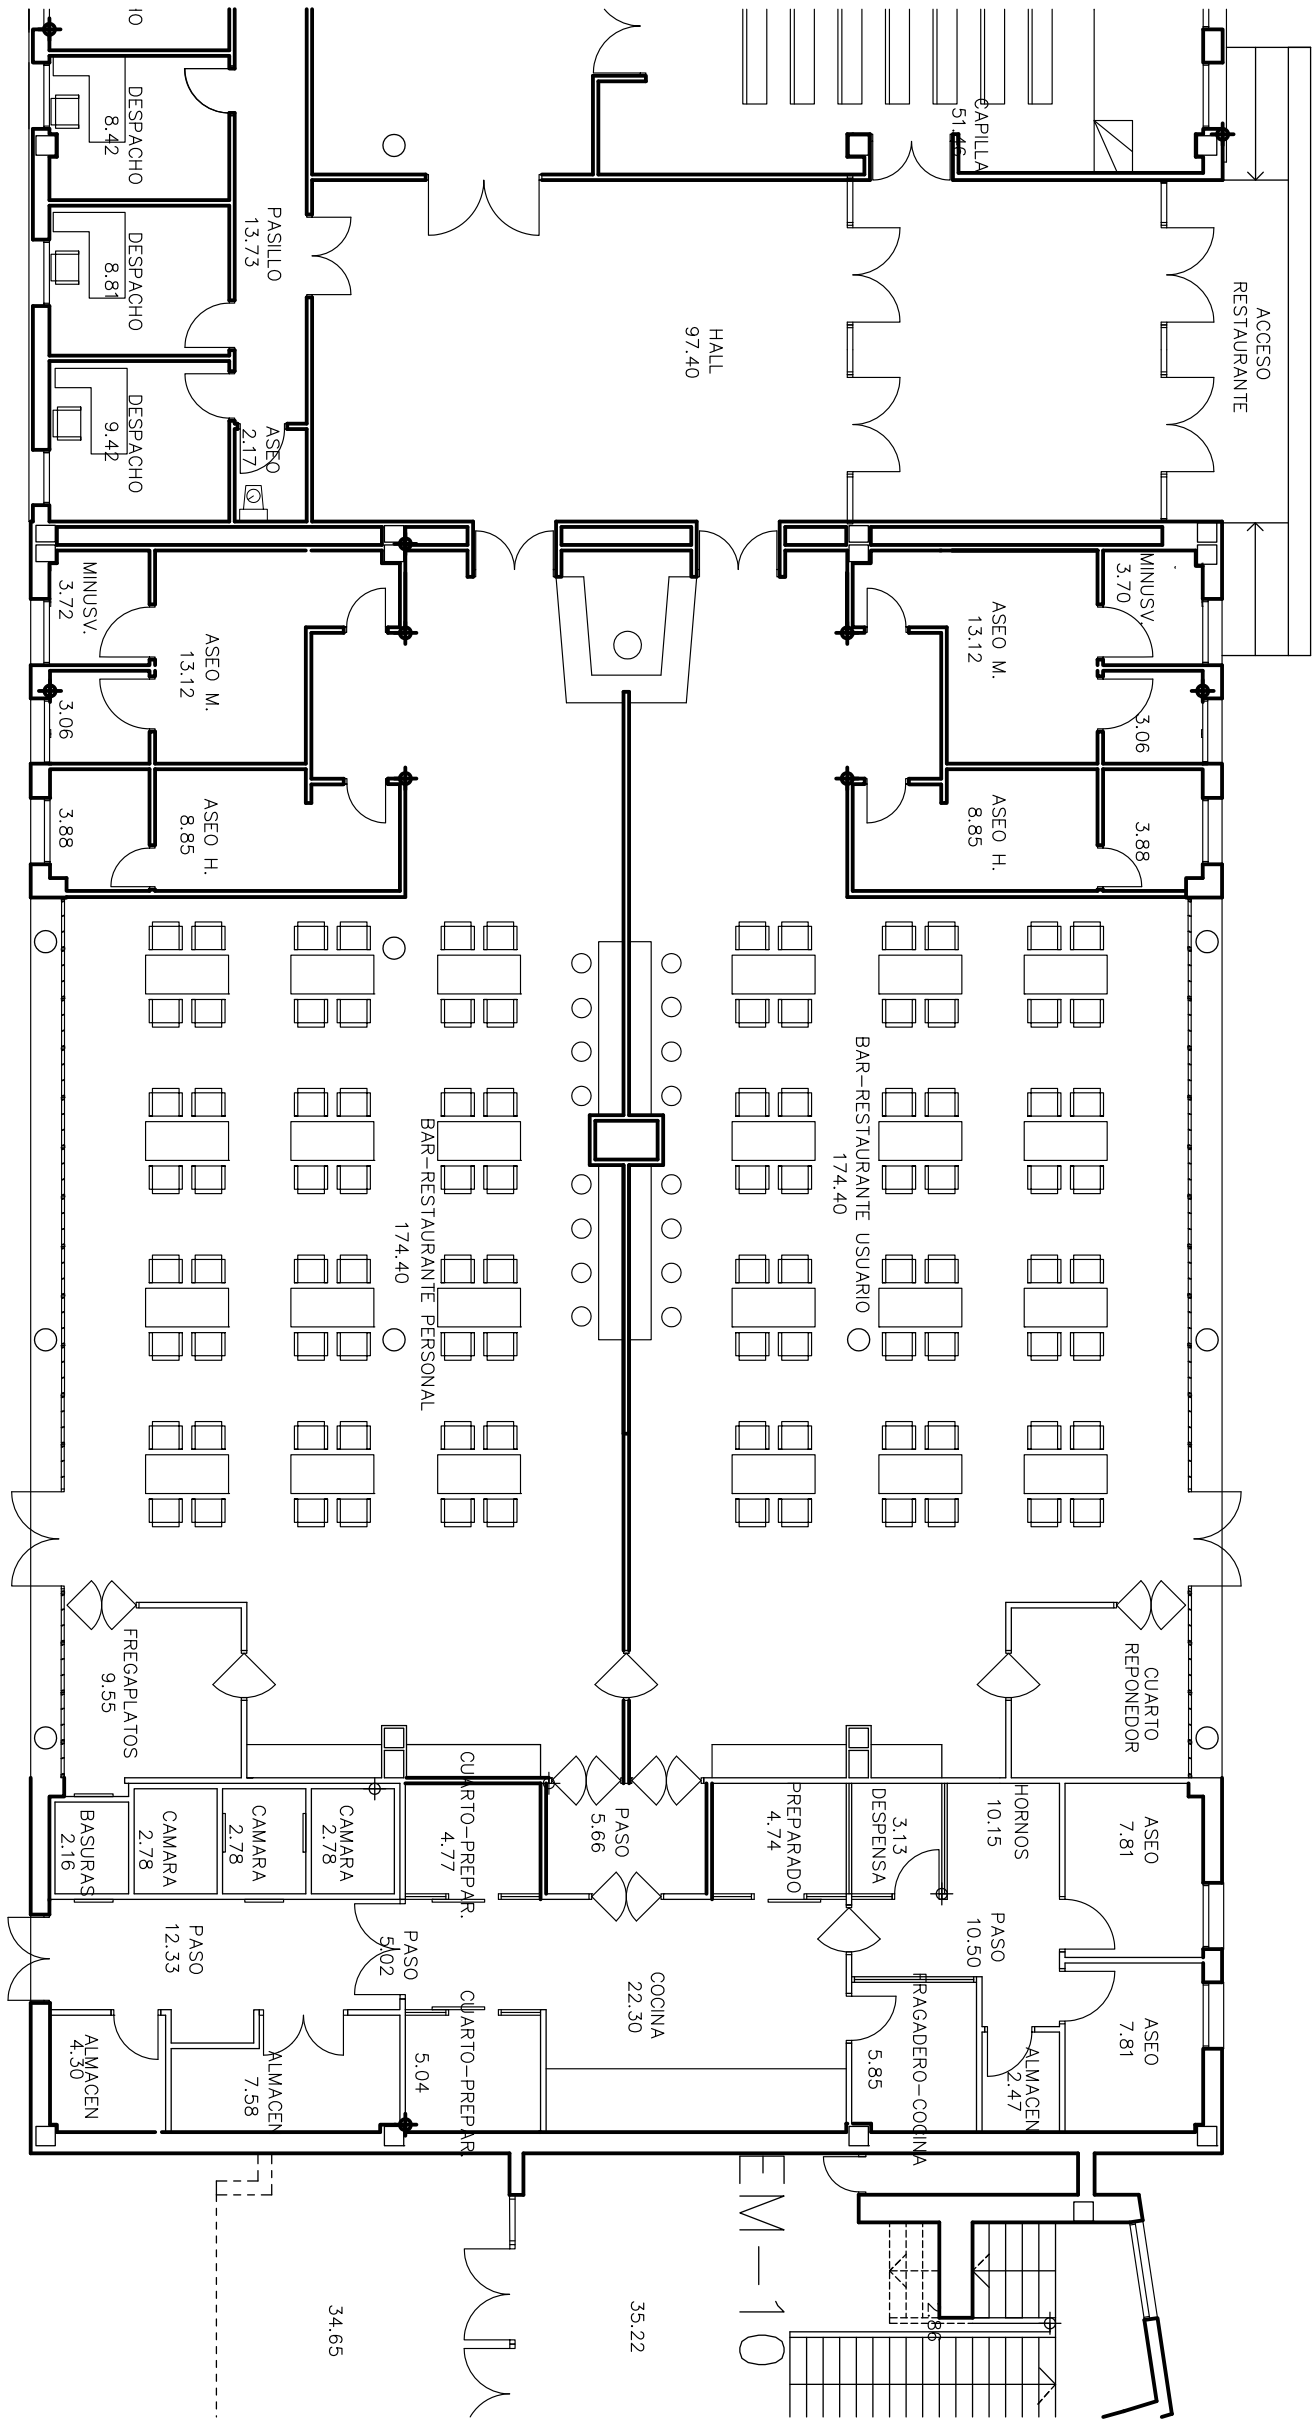 DESPACHO
8.42
CAPILLA
51.46
DESPACHO
8.81
PASILLO
13.73
HALL
97.40
ACCESO
RESTAURANTE
DESPACHO
9.42
ASEO
2.17
MINUSV.
3.72
ASEO M.
13.12
3.06
ASEO H.
8.85
3.88
MINUSV.
3.70
ASEO M.
13.12
3.06
ASEO H.
8.85
3.88
BAR-RESTAURANTE USUARIO
174.40
BAR-RESTAURANTE PERSONAL
174.40
FREGAPLATOS
9.55
CUARTO
REPONEDOR
BASURAS
2.16
CAMARA
2.78
CAMARA
2.78
CAMARA
2.78
CUARTO-PREPAR.
4.77
PASO
5.66
PREPARADO
4.74
DESPENSA
3.13
HORNOS
10.15
ASEO
7.81
PASO
12.33
PASO
5.02
COCINA
22.30
PASO
10.50
ASEO
7.81
ALMACEN
4.30
ALMACEN
7.58
CUARTO-PREPAR.
5.04
FRAGADERO-COCINA
5.85
ALMACEN
2.47
EM-10
34.65
35.22